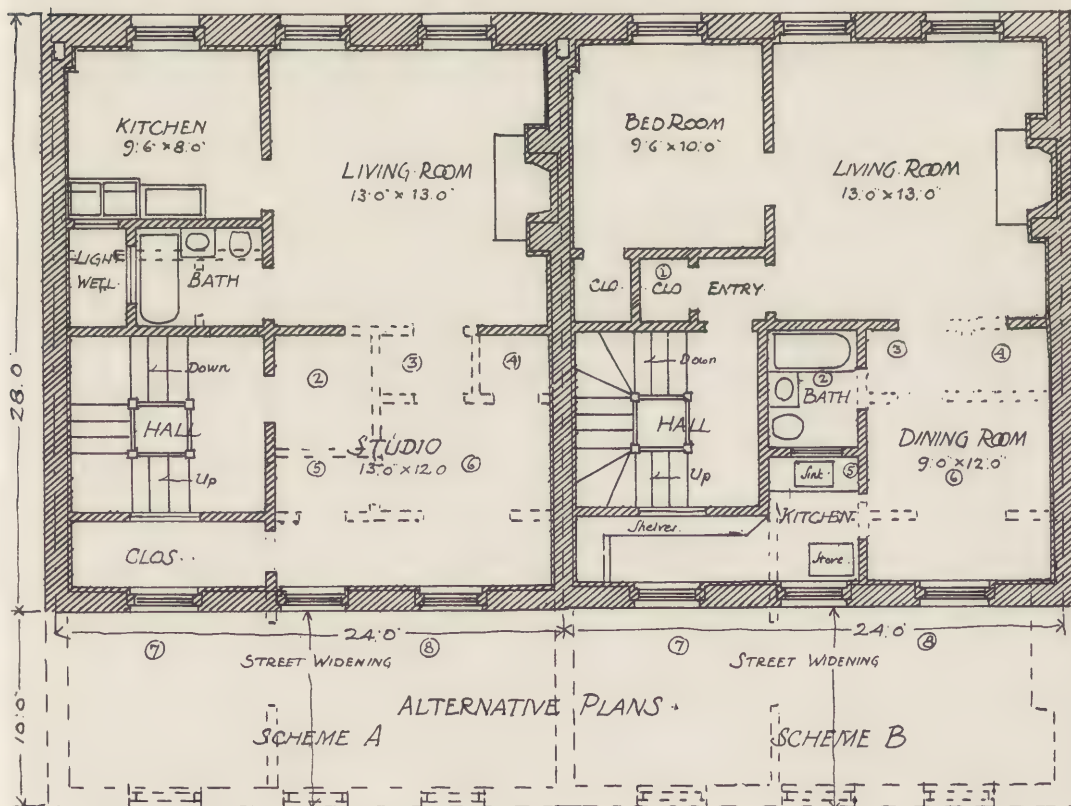 KITCHEN
9'6" × 8'0"
LIVING ROOM
13'0" × 13'0"
LIGHT
WELL
BATH
Down
HALL
Up
CLOS.
②
③
④
STUDIO
13'0" × 12'0
⑤
⑥
BED ROOM
9'6" × 10'0"
LIVING ROOM
13'0" × 13'0"
CLO
①
CLO
ENTRY
Down
HALL
Up
Shelves
②
BATH
③
④
Sink
⑤
KITCHEN
Stove
DINING ROOM
9'0" × 12'0"
⑥
28'0
10'0"
24'0"
24'0"
⑦
⑧
⑦
⑧
STREET WIDENING
STREET WIDENING
ALTERNATIVE PLANS.
SCHEME A
SCHEME B